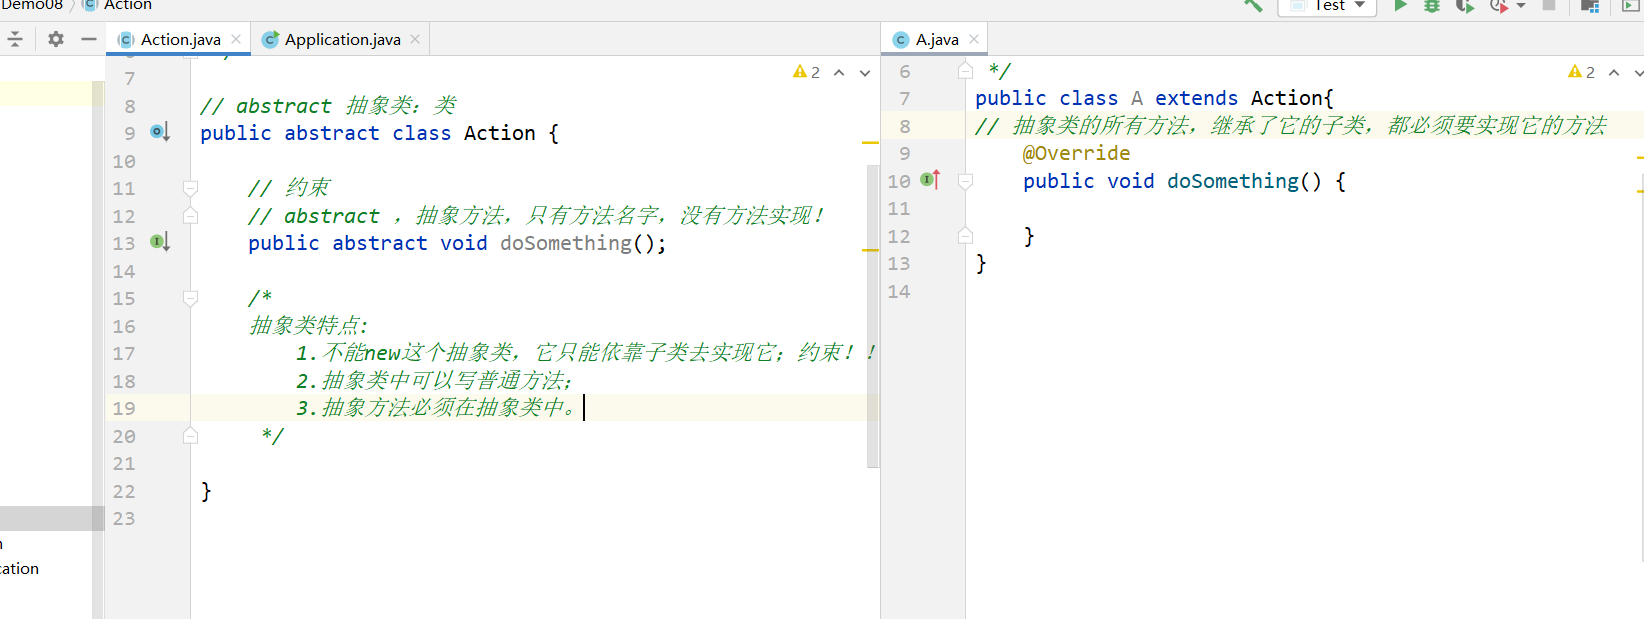 Demo08 〉 Action
Test
Action.java
Application.java
A.java
7
2
8 // abstract 抽象类：类
9 public abstract class Action {
10
11 // 约束
12 // abstract ，抽象方法，只有方法名字，没有方法实现！
13 public abstract void doSomething();
14
15 /*
16 抽象类特点:
17 1.不能new这个抽象类，它只能依靠子类去实现它；约束！！
18 2.抽象类中可以写普通方法；
19 3.抽象方法必须在抽象类中。
20 */
21
22 }
23
cation
6 */
2
7 public class A extends Action{
8 // 抽象类的所有方法，继承了它的子类，都必须要实现它的方法
9 @Override
10 public void doSomething() {
11
12 }
13 }
14